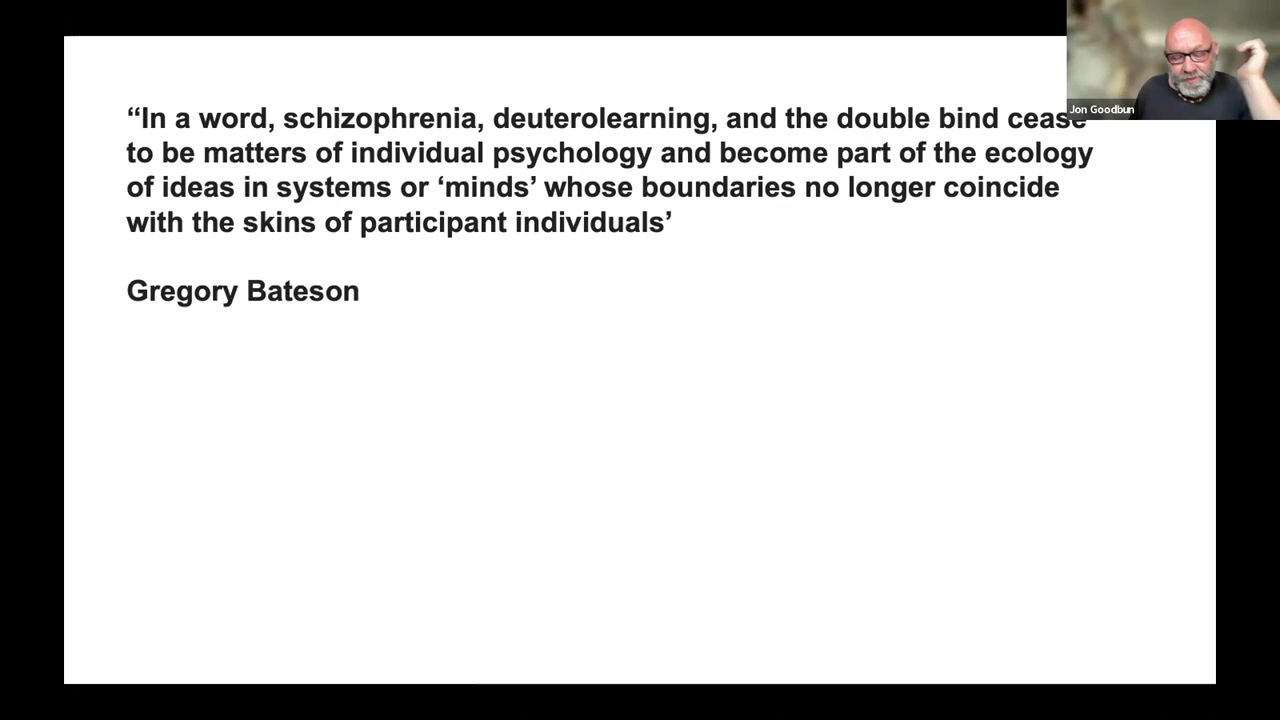 “In a word, schizophrenia, deuterolearning, and the double bind cease
to be matters of individual psychology and become part of the ecology
of ideas in systems or ‘minds’ whose boundaries no longer coincide
with the skins of participant individuals’
Gregory Bateson
Jon Goodbun